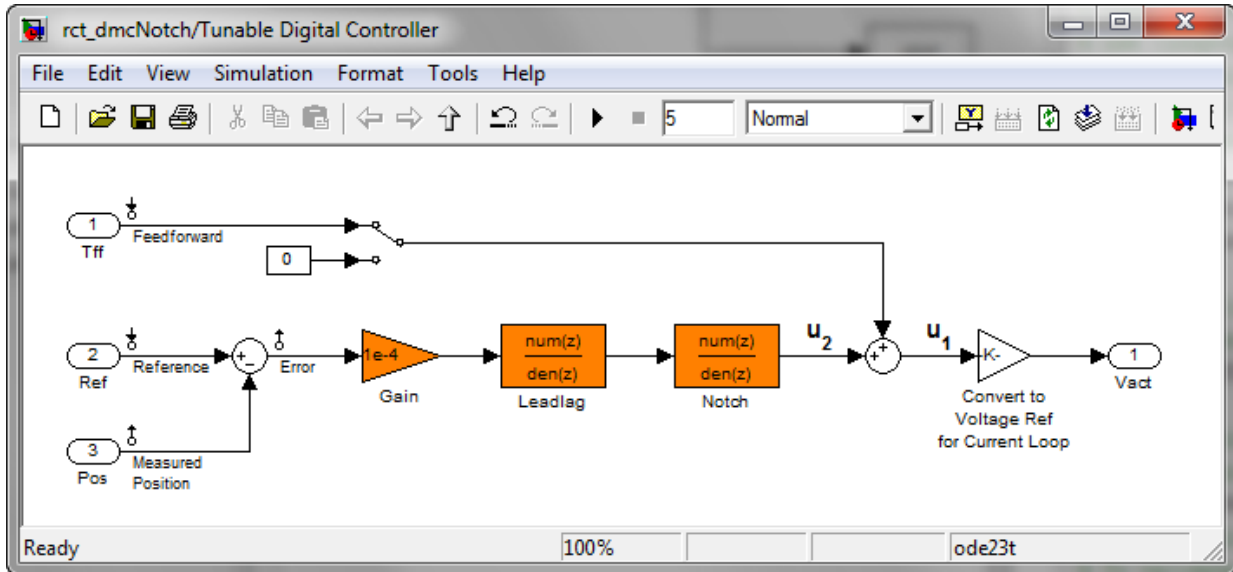 rct_dmcNotch/Tunable Digital Controller
File Edit View Simulation Format Tools Help
5 Normal
1
Tff
Feedforward
0
2
Ref
Reference
+
−
Error
1e-4
Gain
num(z)
den(z)
Leadlag
num(z)
den(z)
Notch
u2
+
+
u1
-K-
Convert to
Voltage Ref
for Current Loop
1
Vact
3
Pos
Measured
Position
Ready 100% ode23t